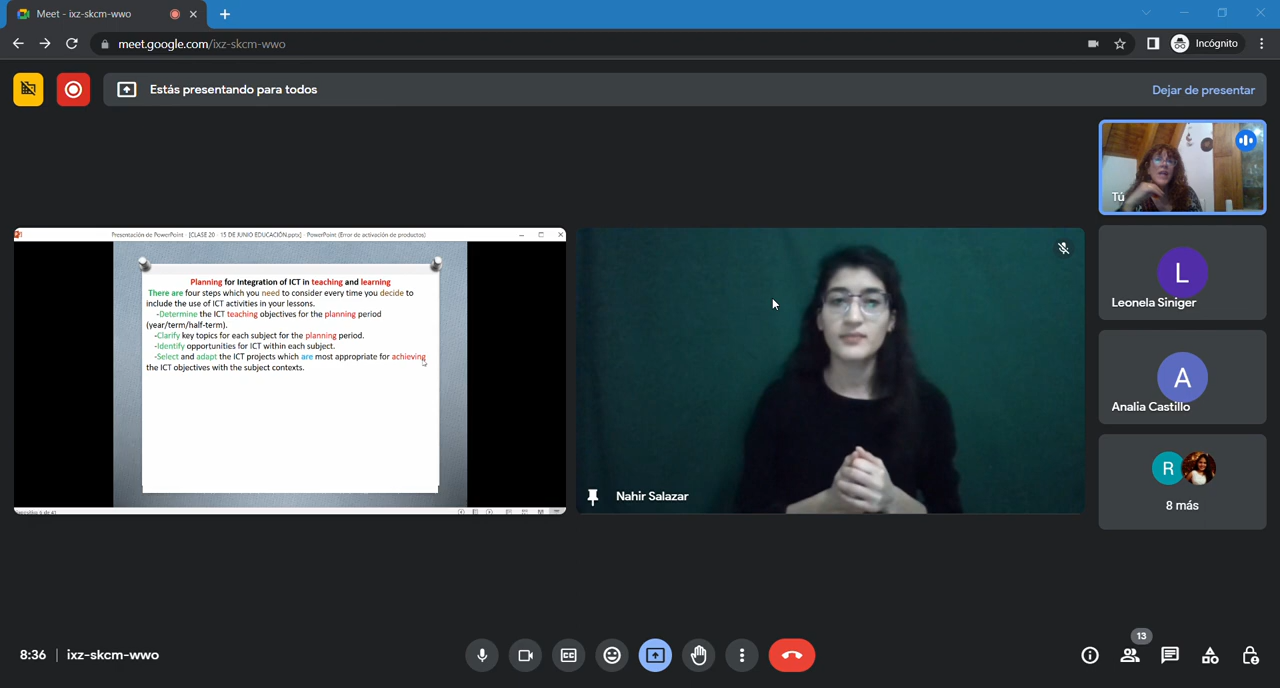 Meet - ixz-skcm-wwo
meet.google.com/ixz-skcm-wwo
Incógnito
Estás presentando para todos
Dejar de presentar
Tú
Presentación de PowerPoint - [CLASE 20 - 15 DE JUNIO EDUCACIÓN.pptx] - PowerPoint (Error de activación de productos)
Planning for Integration of ICT in teaching and learning
There are four steps which you need to consider every time you decide to
include the use of ICT activities in your lessons.
-Determine the ICT teaching objectives for the planning period
(year/term/half-term).
-Clarify key topics for each subject for the planning period.
-Identify opportunities for ICT within each subject.
-Select and adapt the ICT projects which are most appropriate for achieving
the ICT objectives with the subject contexts.
Nahir Salazar
L
Leonela Siniger
A
Analia Castillo
R
8 más
8:36 | ixz-skcm-wwo
13